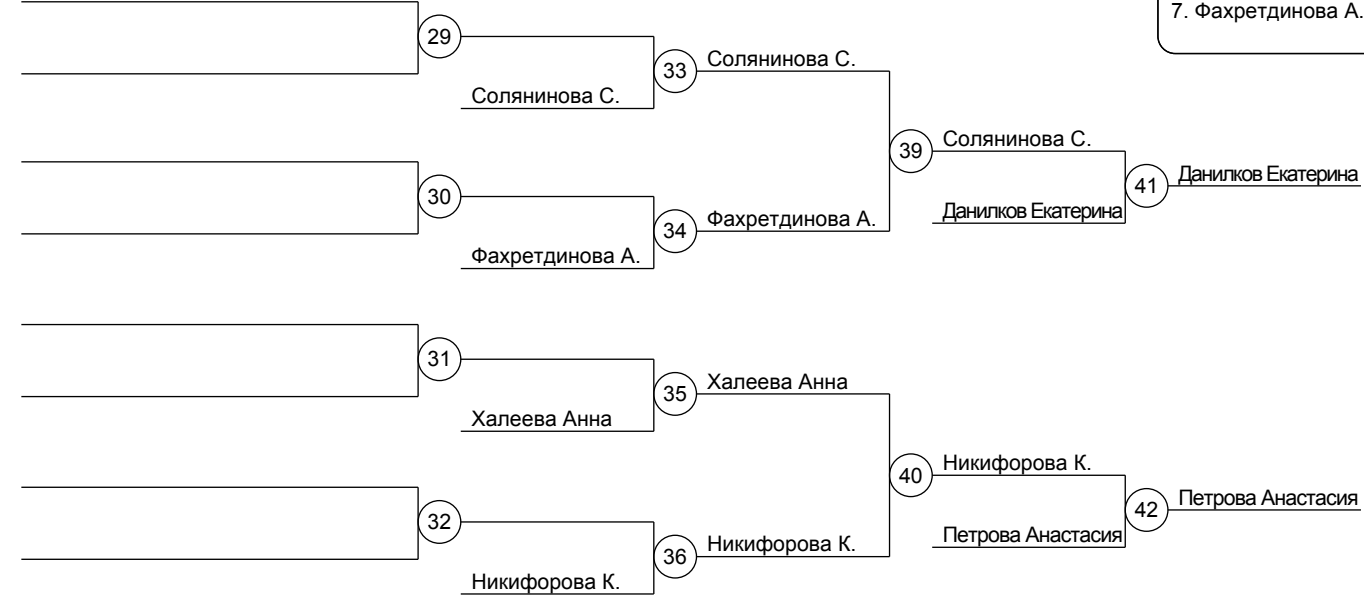 7. Фахретдинова А.
29
33
Солянинова С.
Солянинова С.
39
Солянинова С.
41
Данилков Екатерина
Данилков Екатерина
30
34
Фахретдинова А.
Фахретдинова А.
31
35
Халеева Анна
Халеева Анна
40
Никифорова К.
42
Петрова Анастасия
Петрова Анастасия
32
36
Никифорова К.
Никифорова К.